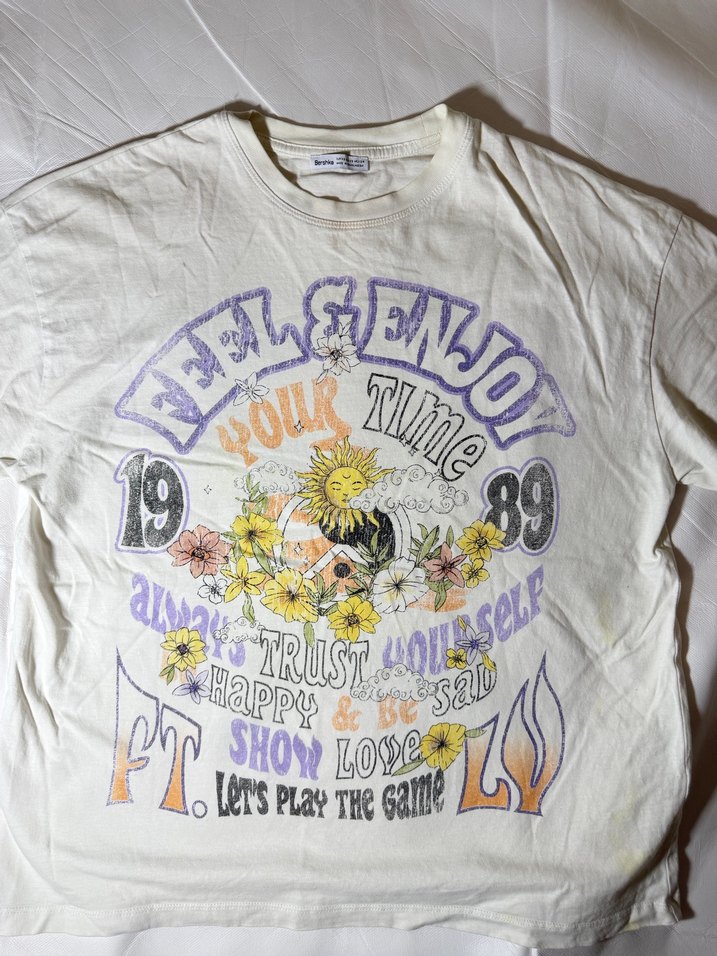 Bershka
FEEL & ENJOY
YOUR TIME
19 89
ALWAYS TRUST YOURSELF
HAPPY & BE SAD
SHOW LOVE
FT. LV
LET'S PLAY THE GAME